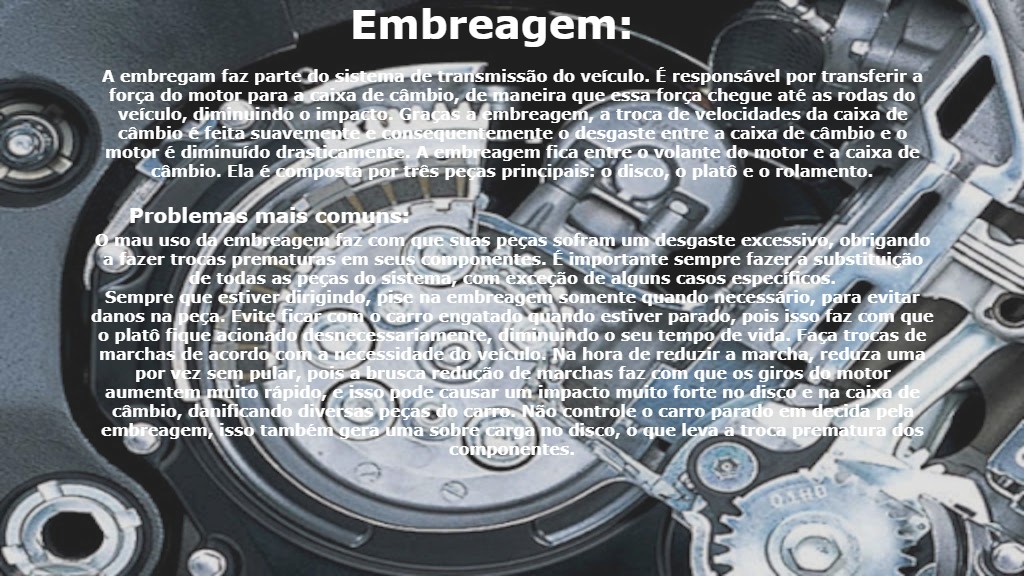 Embreagem:
A embregam faz parte do sistema de transmissão do veículo. É responsável por transferir a
força do motor para a caixa de câmbio, de maneira que essa força chegue até as rodas do
veículo, diminuindo o impacto. Graças a embreagem, a troca de velocidades da caixa de
câmbio é feita suavemente e consequentemente o desgaste entre a caixa de câmbio e o
motor é diminuído drasticamente. A embreagem fica entre o volante do motor e a caixa de
câmbio. Ela é composta por três peças principais: o disco, o platô e o rolamento.
Problemas mais comuns:
O mau uso da embreagem faz com que suas peças sofram um desgaste excessivo, obrigando
a fazer trocas prematuras em seus componentes. É importante sempre fazer a substituição
de todas as peças do sistema, com exceção de alguns casos específicos.
Sempre que estiver dirigindo, pise na embreagem somente quando necessário, para evitar
danos na peça. Evite ficar com o carro engatado quando estiver parado, pois isso faz com que
o platô fique acionado desnecessariamente, diminuindo o seu tempo de vida. Faça trocas de
marchas de acordo com a necessidade do veículo. Na hora de reduzir a marcha, reduza uma
por vez sem pular, pois a brusca redução de marchas faz com que os giros do motor
aumentem muito rápido, e isso pode causar um impacto muito forte no disco e na caixa de
câmbio, danificando diversas peças do carro. Não controle o carro parado em decida pela
embreagem, isso também gera uma sobre carga no disco, o que leva a troca prematura dos
componentes.